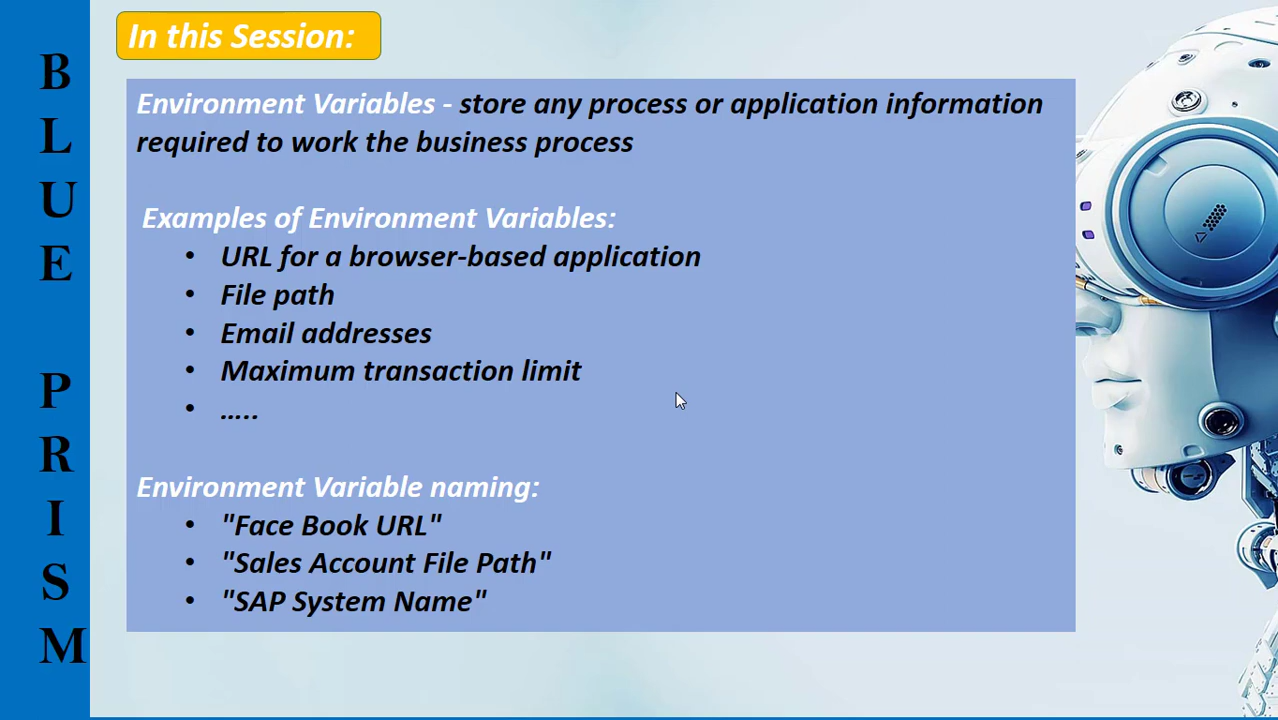 BLUE PRISM
In this Session:
Environment Variables - store any process or application information
required to work the business process
Examples of Environment Variables:
• URL for a browser-based application
• File path
• Email addresses
• Maximum transaction limit
• …..
Environment Variable naming:
• "Face Book URL"
• "Sales Account File Path"
• "SAP System Name"